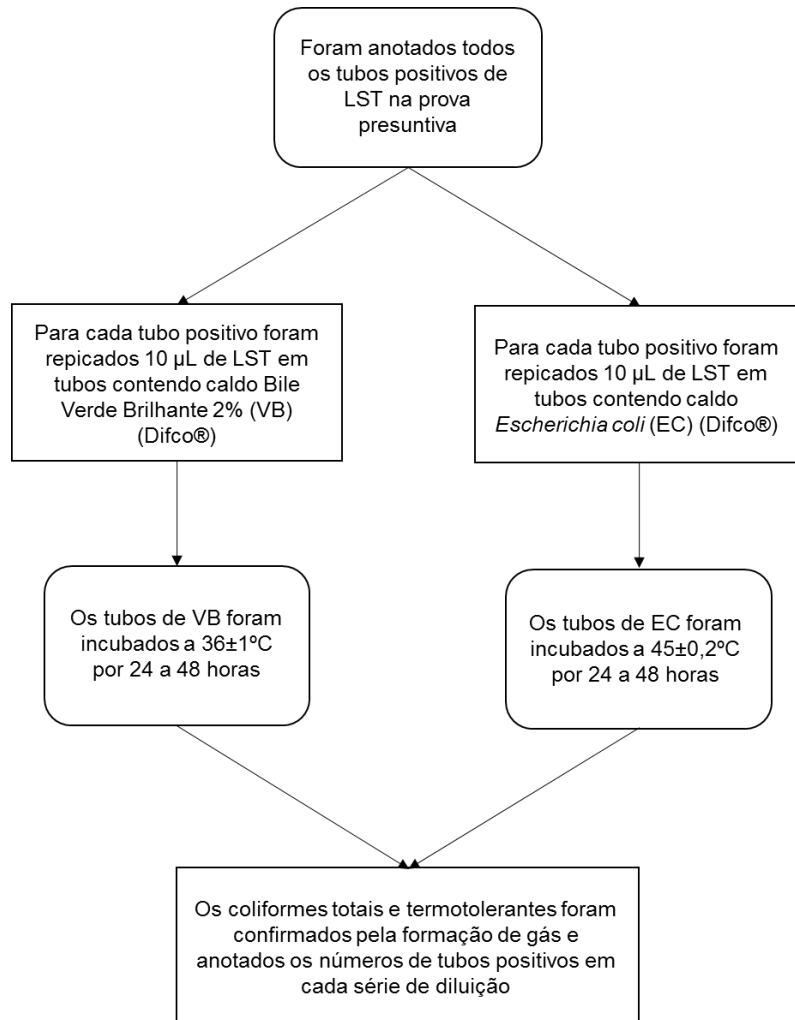 Foram anotados todos
os tubos positivos de
LST na prova
presuntiva
Para cada tubo positivo foram
repicados 10 µL de LST em
tubos contendo caldo Bile
Verde Brilhante 2% (VB)
(Difco®)
Para cada tubo positivo foram
repicados 10 µL de LST em
tubos contendo caldo
Escherichia coli (EC) (Difco®)
Os tubos de VB foram
incubados a 36±1ºC
por 24 a 48 horas
Os tubos de EC foram
incubados a 45±0,2ºC
por 24 a 48 horas
Os coliformes totais e termotolerantes foram
confirmados pela formação de gás e
anotados os números de tubos positivos em
cada série de diluição